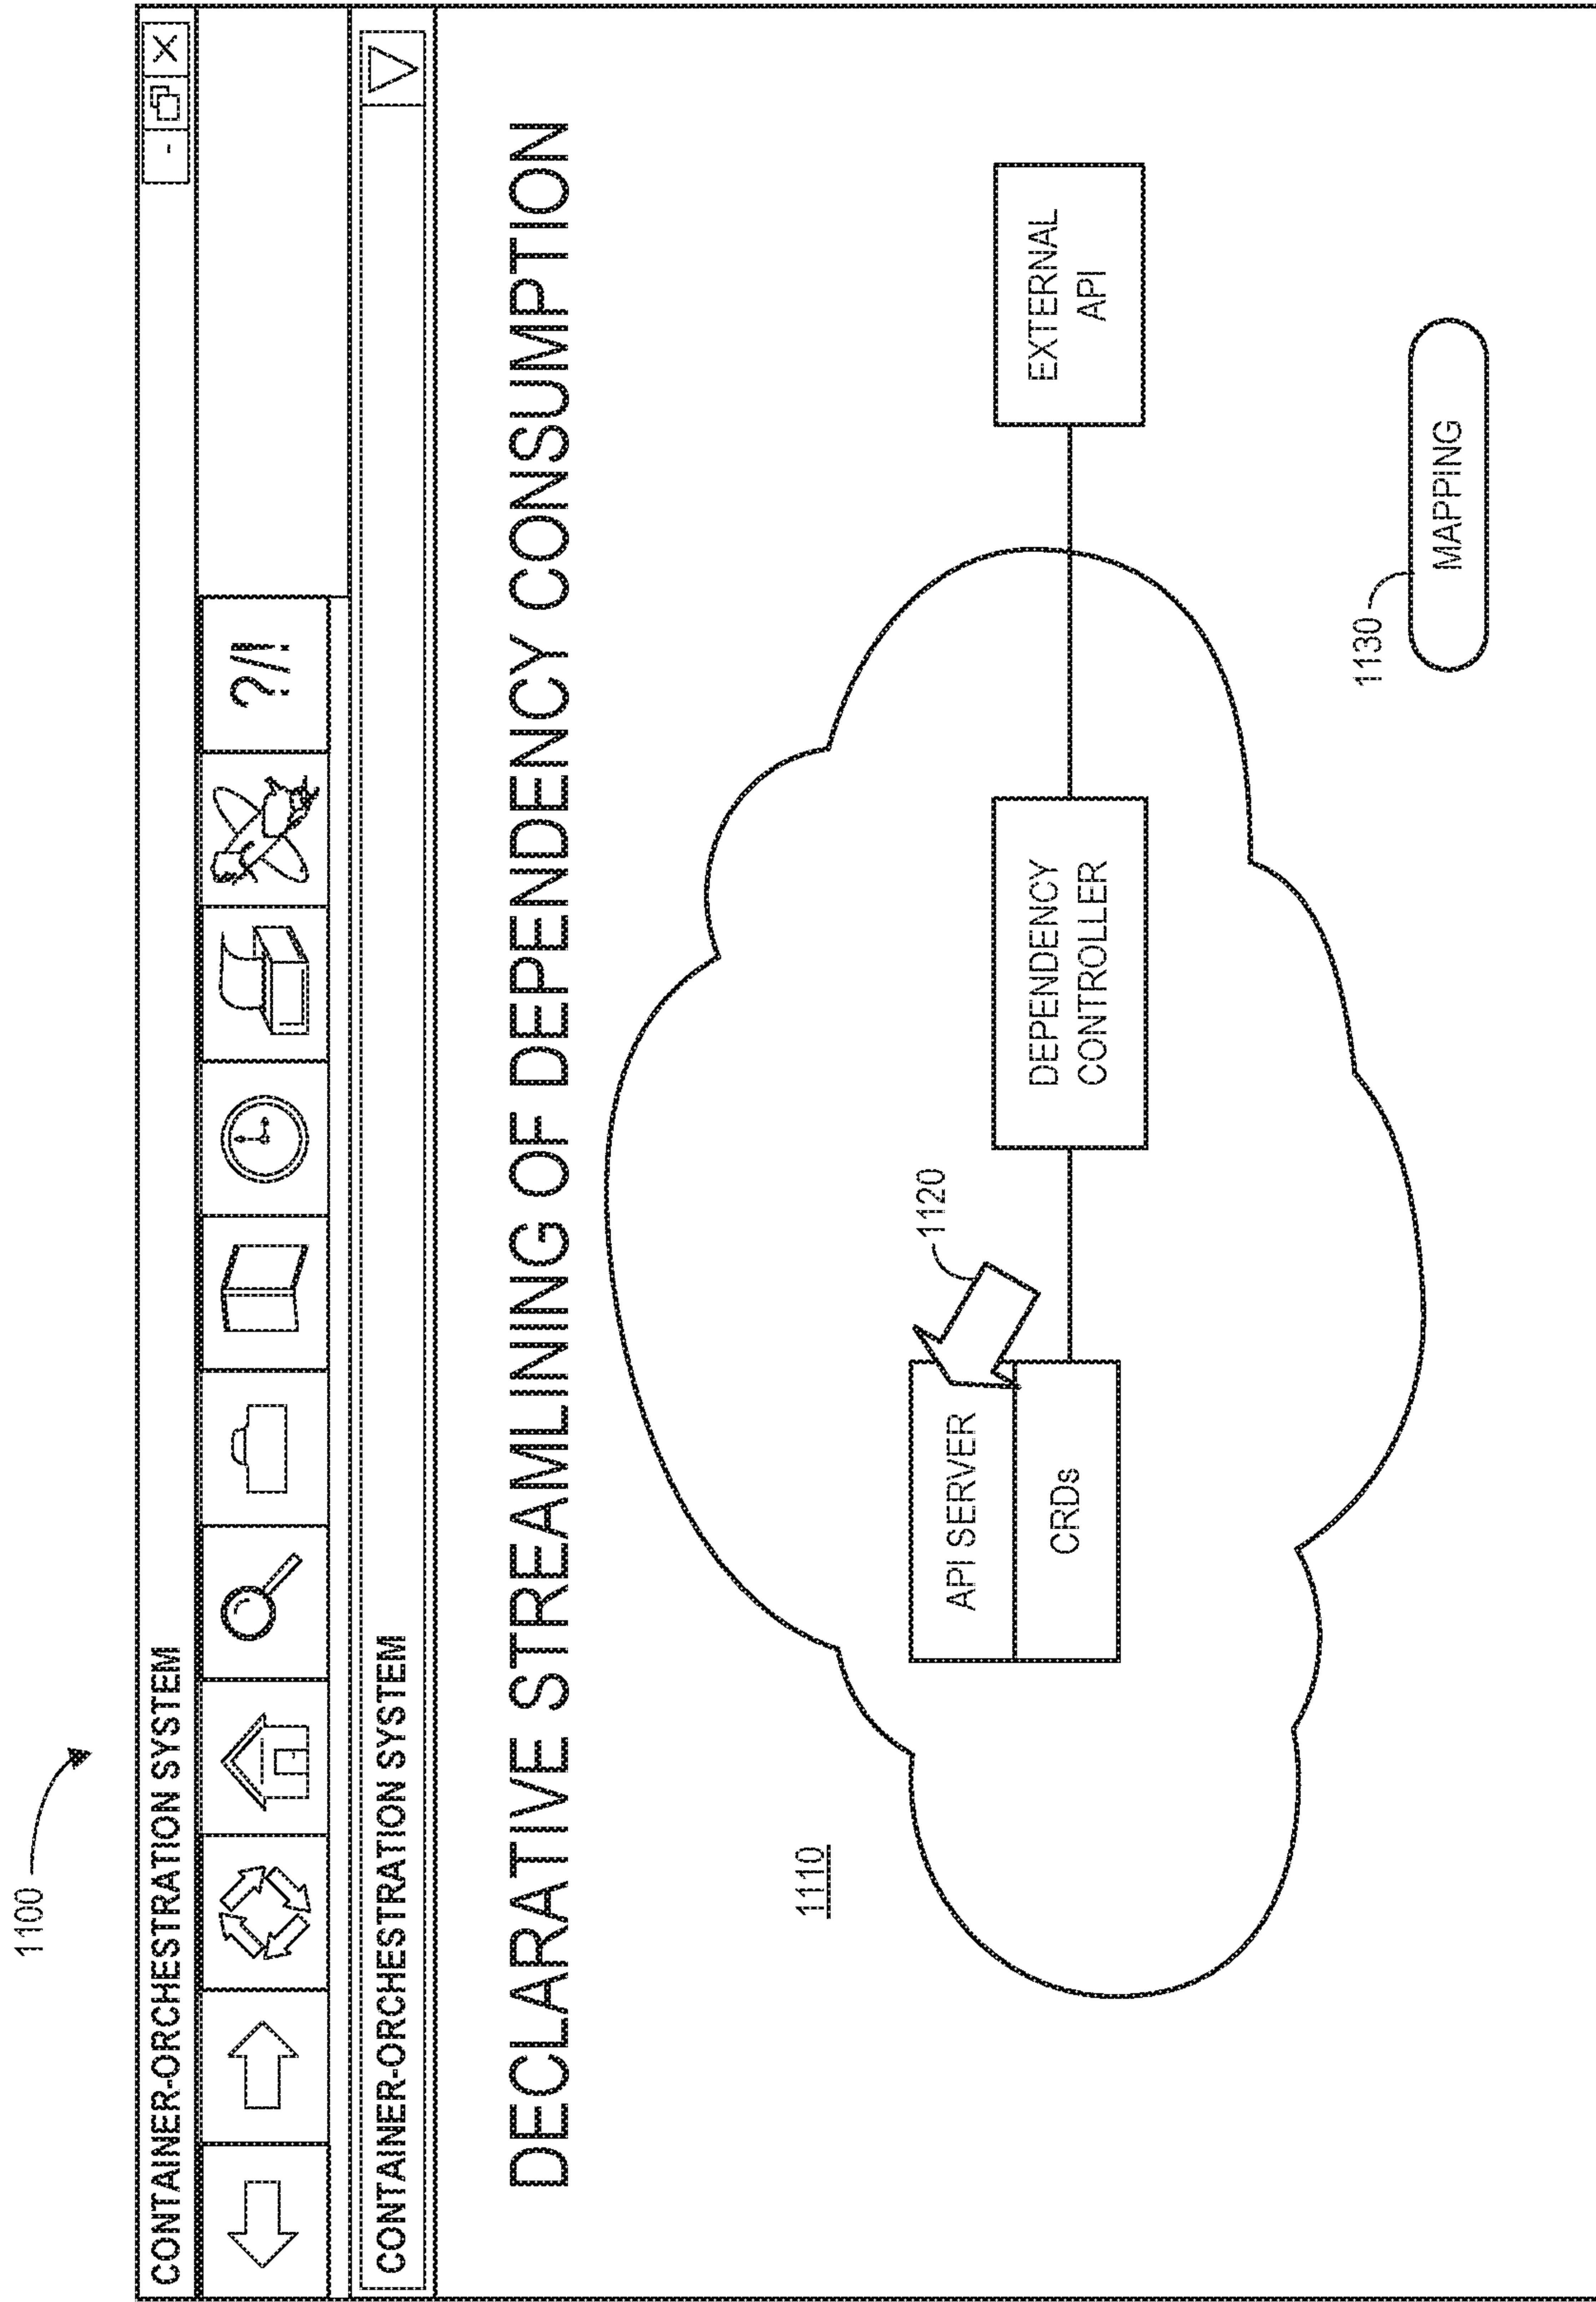 1100
CONTAINER-ORCHESTRATION SYSTEM
- X
?/!
CONTAINER-ORCHESTRATION SYSTEM
DECLARATIVE STREAMLINING OF DEPENDENCY CONSUMPTION
1110
1120
API SERVER
CRDs
DEPENDENCY
CONTROLLER
EXTERNAL
API
1130
MAPPING